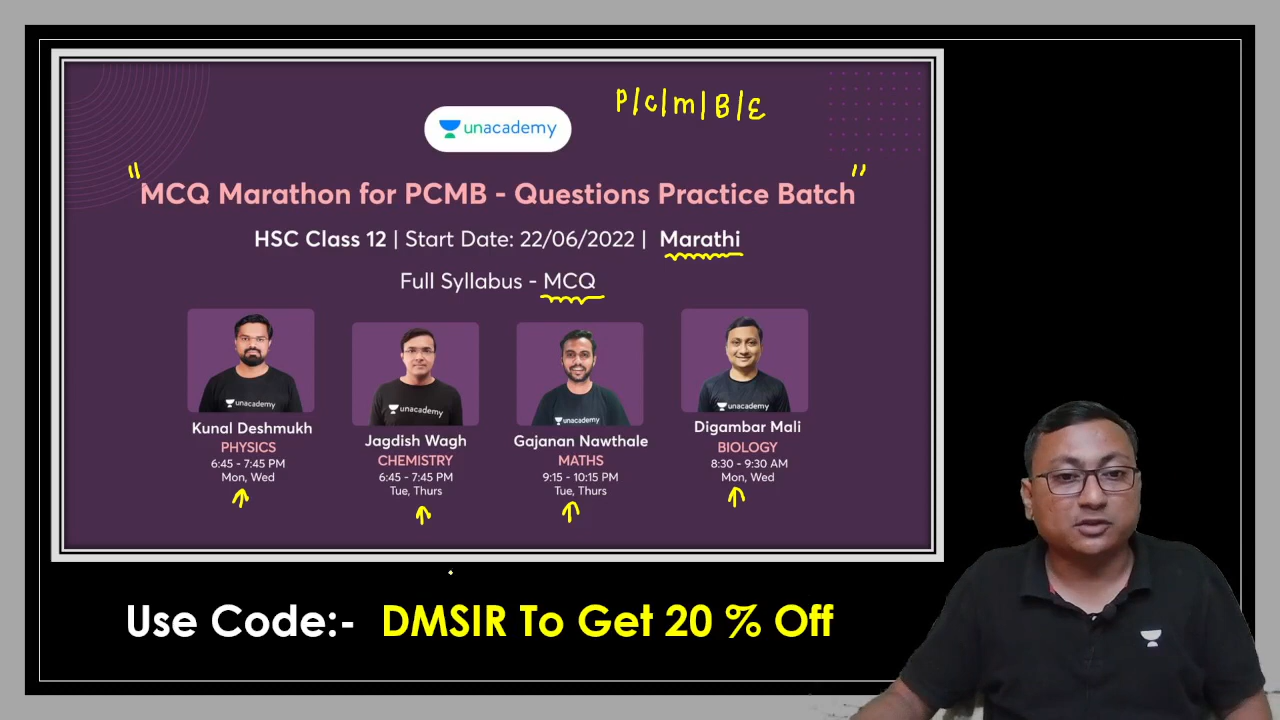 P/C/M/B/E
unacademy
"MCQ Marathon for PCMB - Questions Practice Batch"
HSC Class 12 | Start Date: 22/06/2022 | Marathi
Full Syllabus - MCQ
unacademy
unacademy
unacademy
unacademy
Kunal Deshmukh
PHYSICS
6:45 - 7:45 PM
Mon, Wed
Jagdish Wagh
CHEMISTRY
6:45 - 7:45 PM
Tue, Thurs
Gajanan Nawthale
MATHS
9:15 - 10:15 PM
Tue, Thurs
Digambar Mali
BIOLOGY
8:30 - 9:30 AM
Mon, Wed
Use Code:- DMSIR To Get 20 % Off